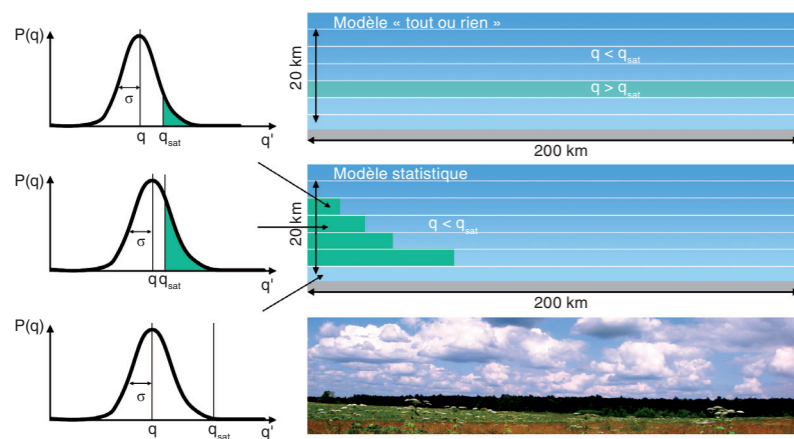 P(q)
σ
q
q_sat
q'
Modèle « tout ou rien »
20 km
q < q_sat
q > q_sat
200 km
P(q)
σ
q
q_sat
q'
Modèle statistique
20 km
q < q_sat
200 km
P(q)
σ
q
q_sat
q'